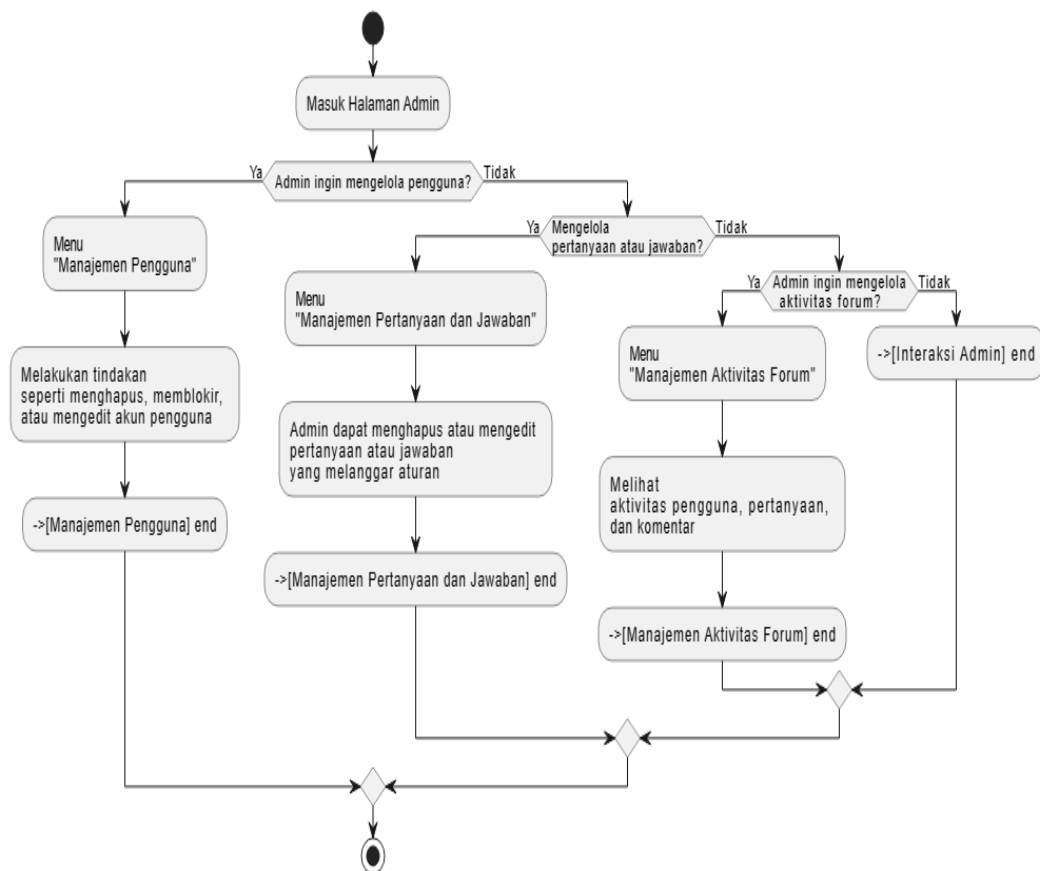 Masuk Halaman Admin
Ya
Admin ingin mengelola pengguna?
Tidak
Menu
"Manajemen Pengguna"
Melakukan tindakan
seperti menghapus, memblokir,
atau mengedit akun pengguna
->[Manajemen Pengguna] end
Ya
Mengelola
pertanyaan atau jawaban?
Tidak
Menu
"Manajemen Pertanyaan dan Jawaban"
Admin dapat menghapus atau mengedit
pertanyaan atau jawaban
yang melanggar aturan
->[Manajemen Pertanyaan dan Jawaban] end
Ya
Admin ingin mengelola
aktivitas forum?
Tidak
Menu
"Manajemen Aktivitas Forum"
Melihat
aktivitas pengguna, pertanyaan,
dan komentar
->[Manajemen Aktivitas Forum] end
->[Interaksi Admin] end